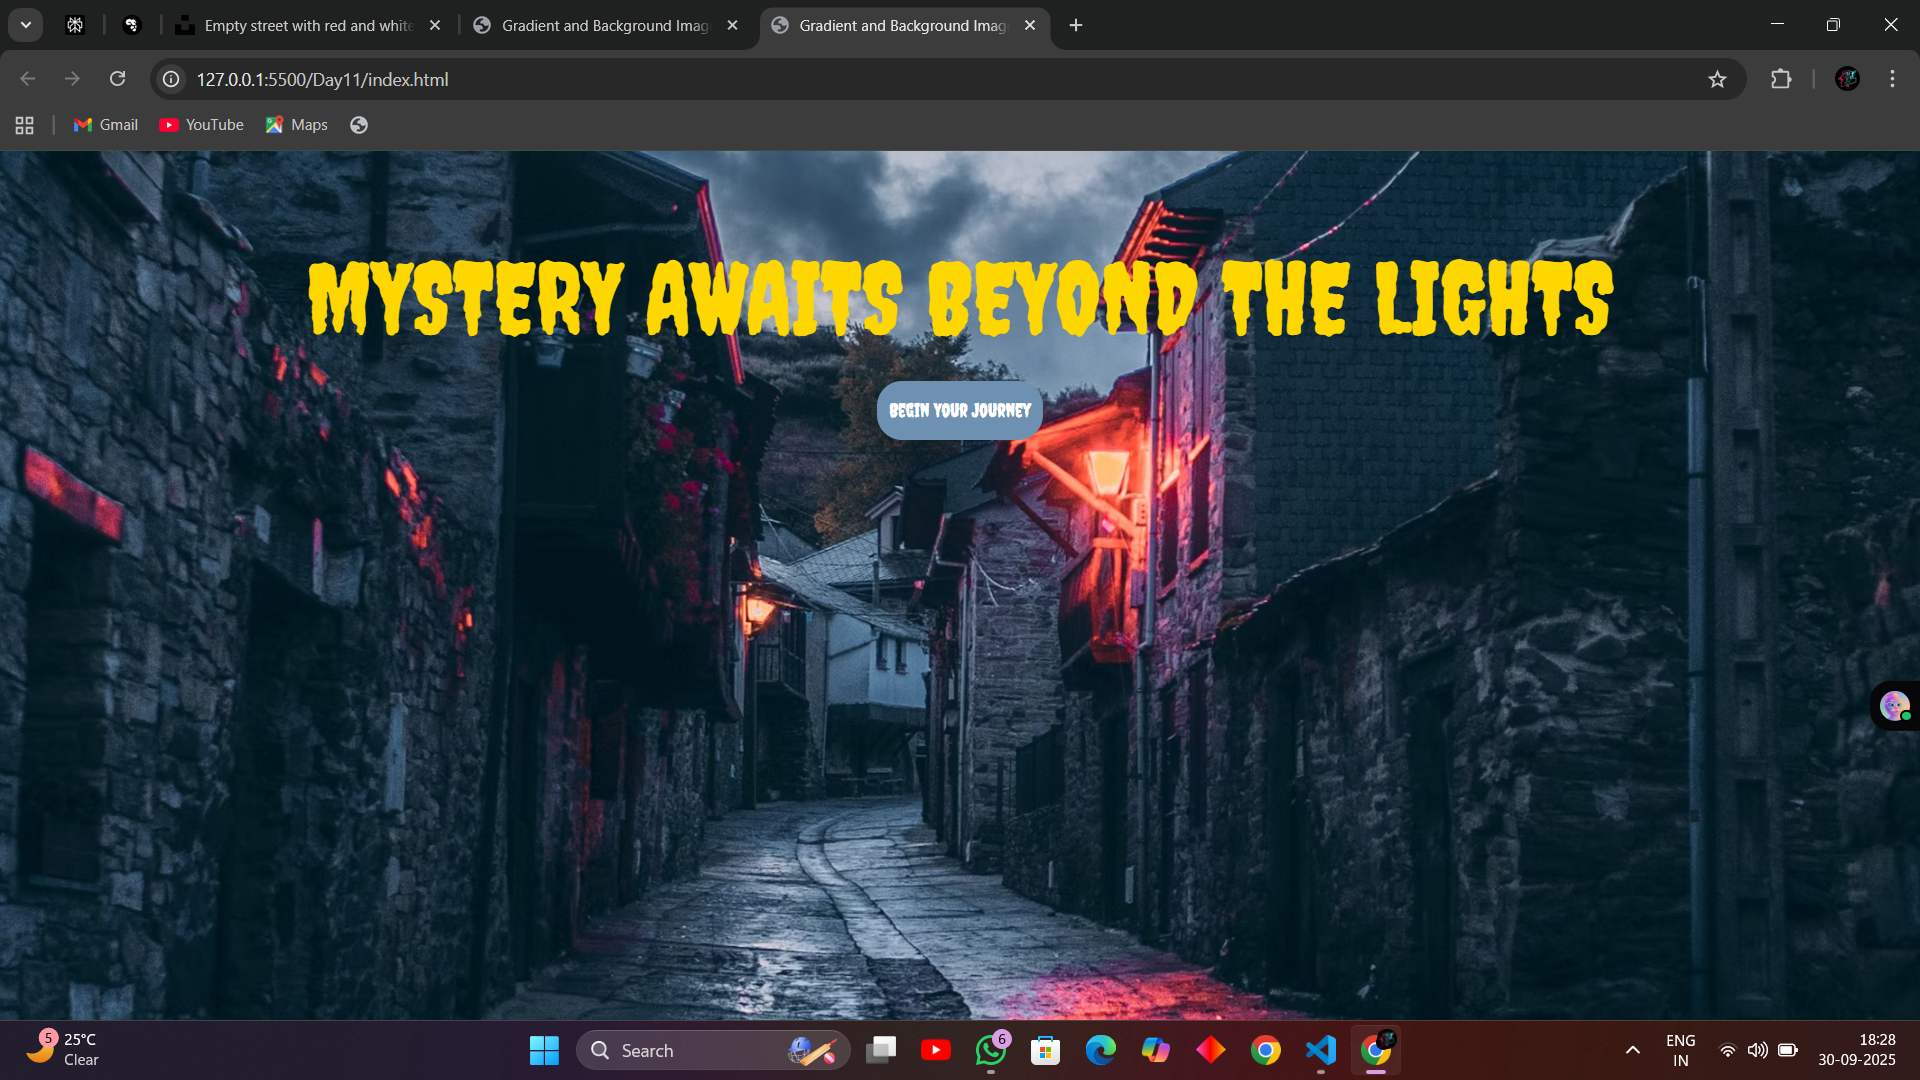 Empty street with red and white
Gradient and Background Imag
Gradient and Background Imag
127.0.0.1:5500/Day11/index.html
Gmail
YouTube
Maps
MYSTERY AWAITS BEYOND THE LIGHTS
BEGIN YOUR JOURNEY
5
25°C
Clear
Search
6
ENG
IN
18:28
30-09-2025